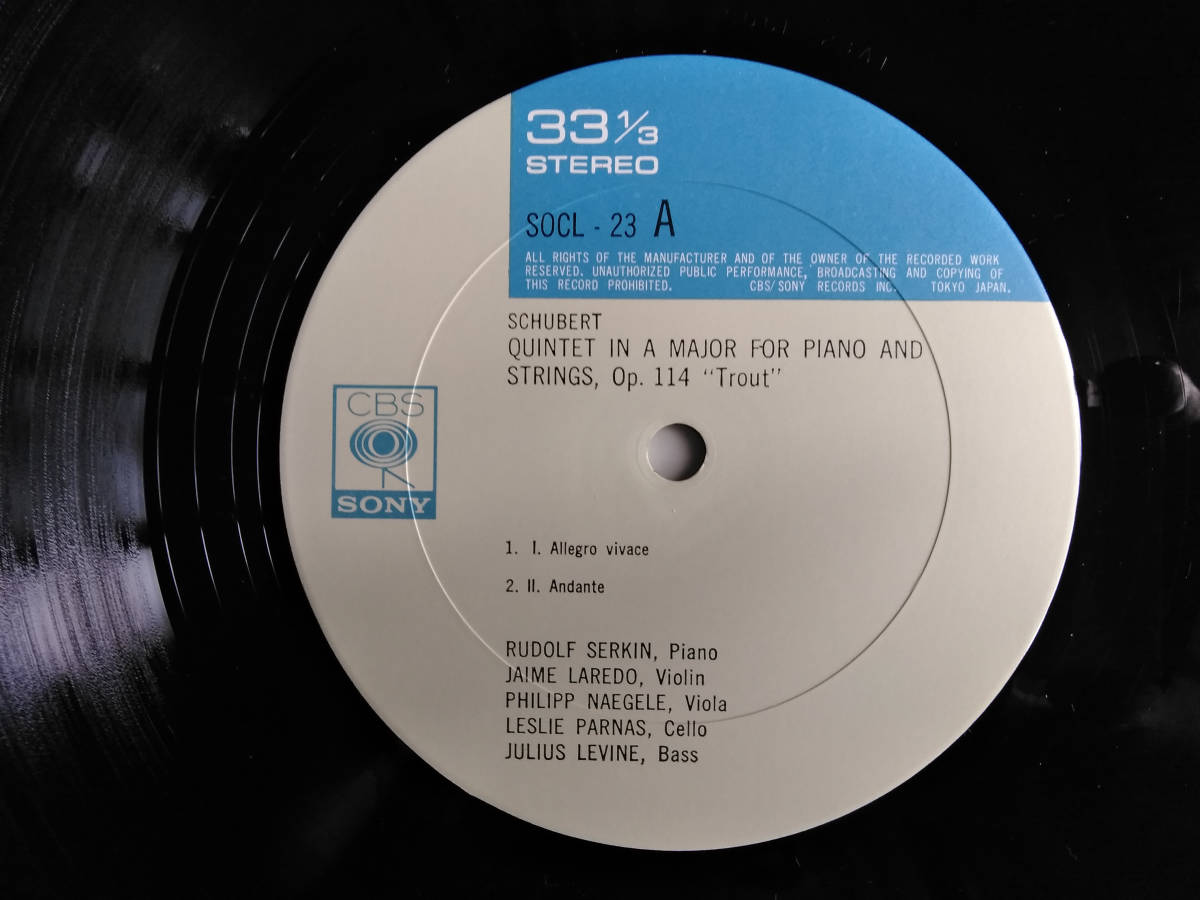 33 1/3
STEREO
SOCL - 23 A
ALL RIGHTS OF THE MANUFACTURER AND OF THE OWNER OF THE RECORDED WORK
RESERVED. UNAUTHORIZED PUBLIC PERFORMANCE, BROADCASTING AND COPYING OF
THIS RECORD PROHIBITED. CBS/SONY RECORDS INC. TOKYO JAPAN.
SCHUBERT
QUINTET IN A MAJOR FOR PIANO AND
STRINGS, Op. 114 “Trout”
CBS
SONY
1. I. Allegro vivace
2. II. Andante
RUDOLF SERKIN, Piano
JAIME LAREDO, Violin
PHILIPP NAEGELE, Viola
LESLIE PARNAS, Cello
JULIUS LEVINE, Bass